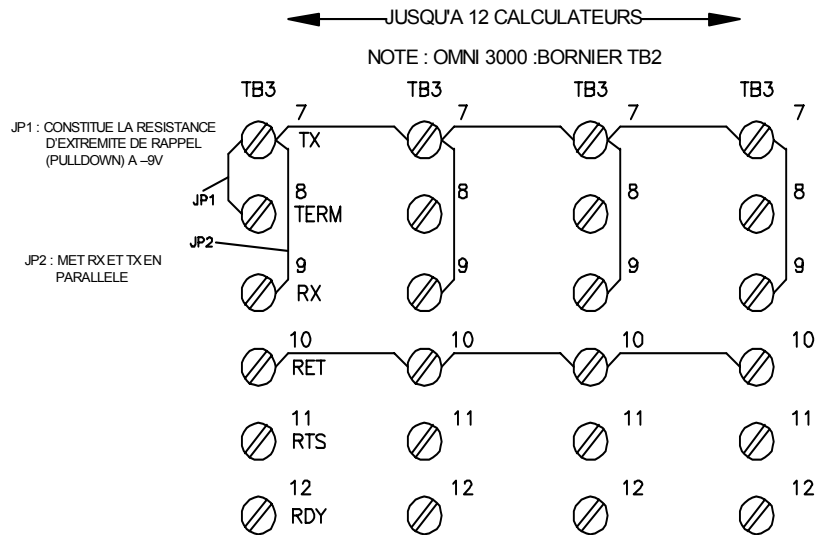 JUSQU'A 12 CALCULATEURS
NOTE : OMNI 3000 :BORNIER TB2
TB3 TB3 TB3 TB3
7 7 7 7
TX
JP1 : CONSTITUE LA RESISTANCE
D'EXTREMITE DE RAPPEL
(PULLDOWN) A –9V
JP1
8 8 8 8
TERM
JP2
JP2 : MET RX ET TX EN
PARALLELE
9 9 9 9
RX
10 10 10 10
RET
11 11 11 11
RTS
12 12 12 12
RDY